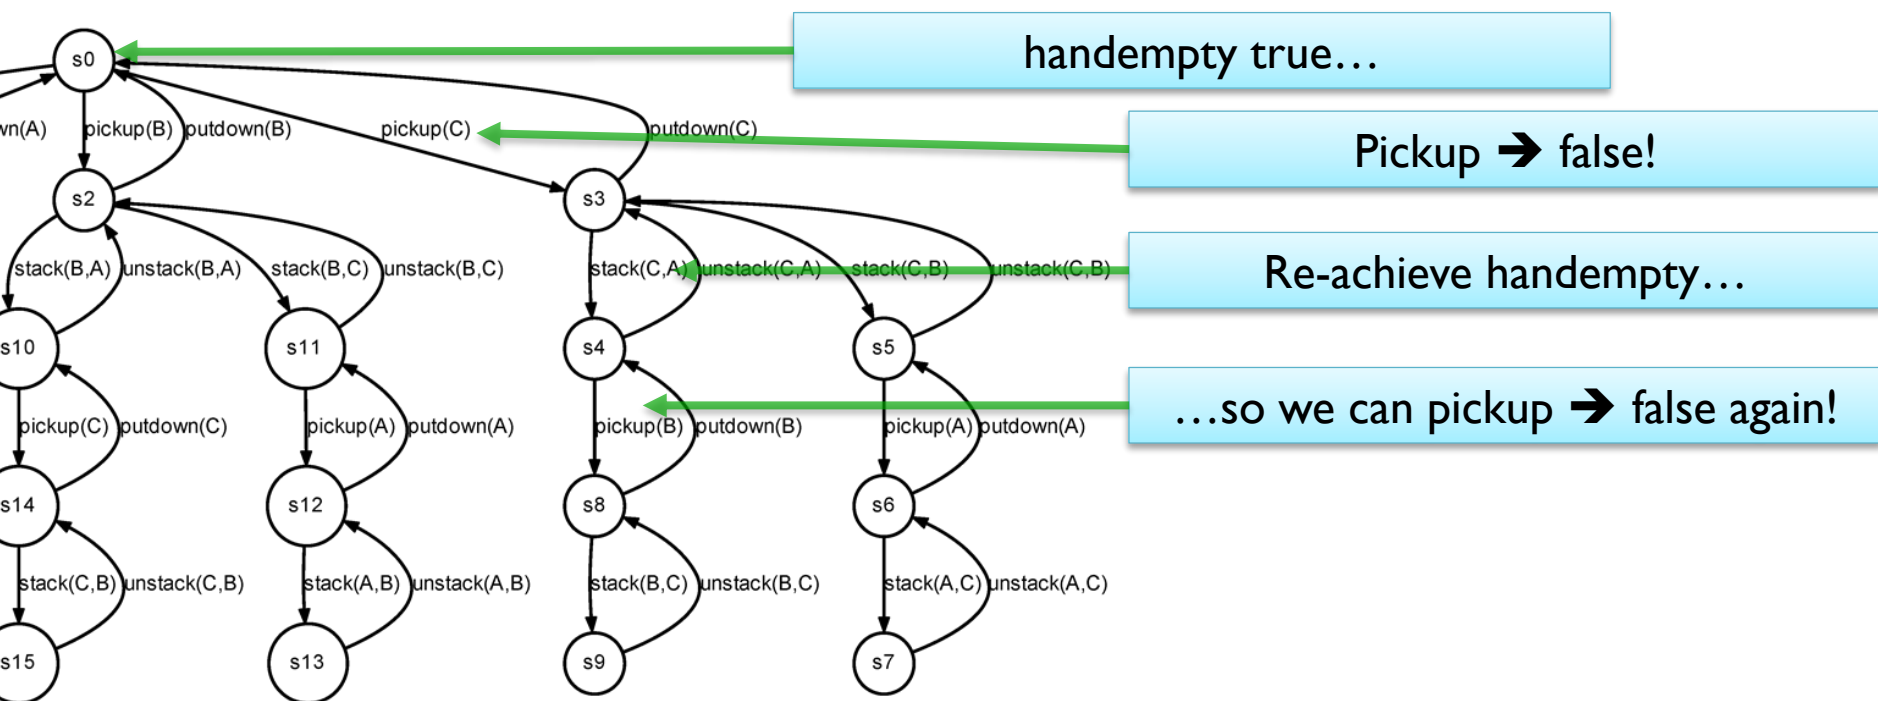 s0
handempty true…
wn(A)
pickup(B)
putdown(B)
pickup(C)
putdown(C)
Pickup ➔ false!
s2
s3
stack(B,A)
unstack(B,A)
stack(B,C)
unstack(B,C)
stack(C,A)
unstack(C,A)
stack(C,B)
unstack(C,B)
Re-achieve handempty…
s10
s11
s4
s5
…so we can pickup ➔ false again!
pickup(C)
putdown(C)
pickup(A)
putdown(A)
pickup(B)
putdown(B)
pickup(A)
putdown(A)
s14
s12
s8
s6
stack(C,B)
unstack(C,B)
stack(A,B)
unstack(A,B)
stack(B,C)
unstack(B,C)
stack(A,C)
unstack(A,C)
s15
s13
s9
s7